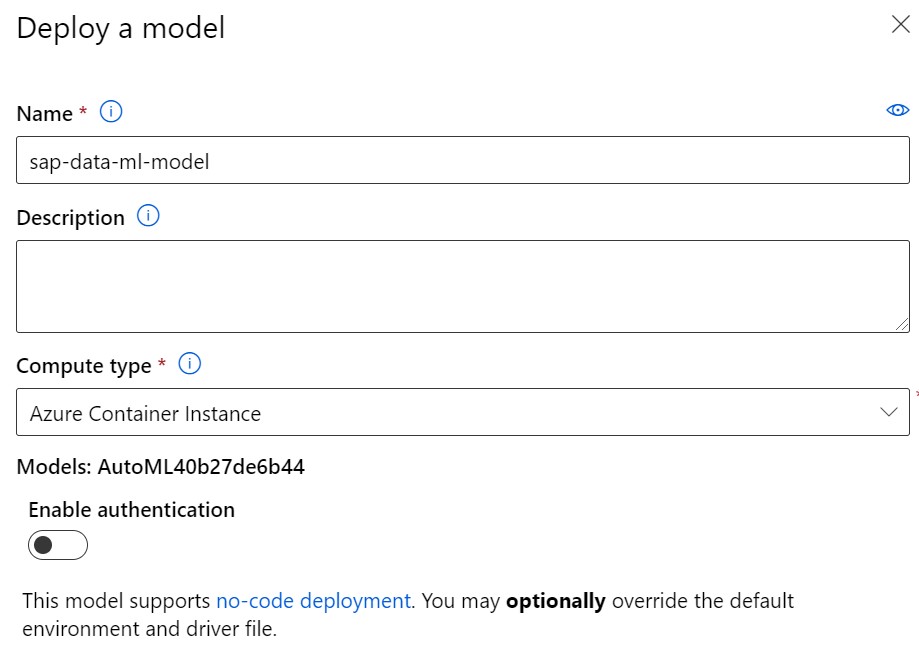 Deploy a model
Name *
sap-data-ml-model
Description
Compute type *
Azure Container Instance
*
Models: AutoML40b27de6b44
Enable authentication
This model supports no-code deployment. You may optionally override the default
environment and driver file.